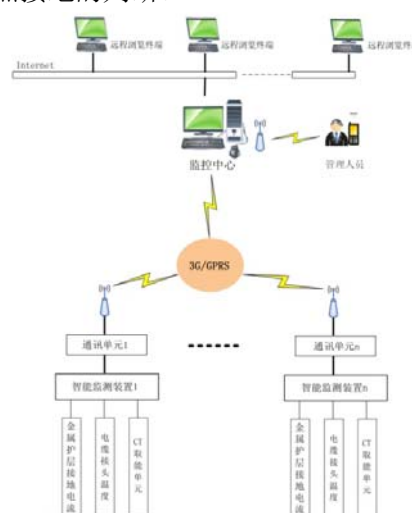 远程浏览终端
远程浏览终端
远程浏览终
Internet
监控中心
管理人员
3G/GPRS
通讯单元1
通讯单元n
智能监测装置1
智能监测装置n
金属护层接地电流
电缆接头温度
CT取能单元
金属护层接地电流
电缆接头温度
CT取能单元